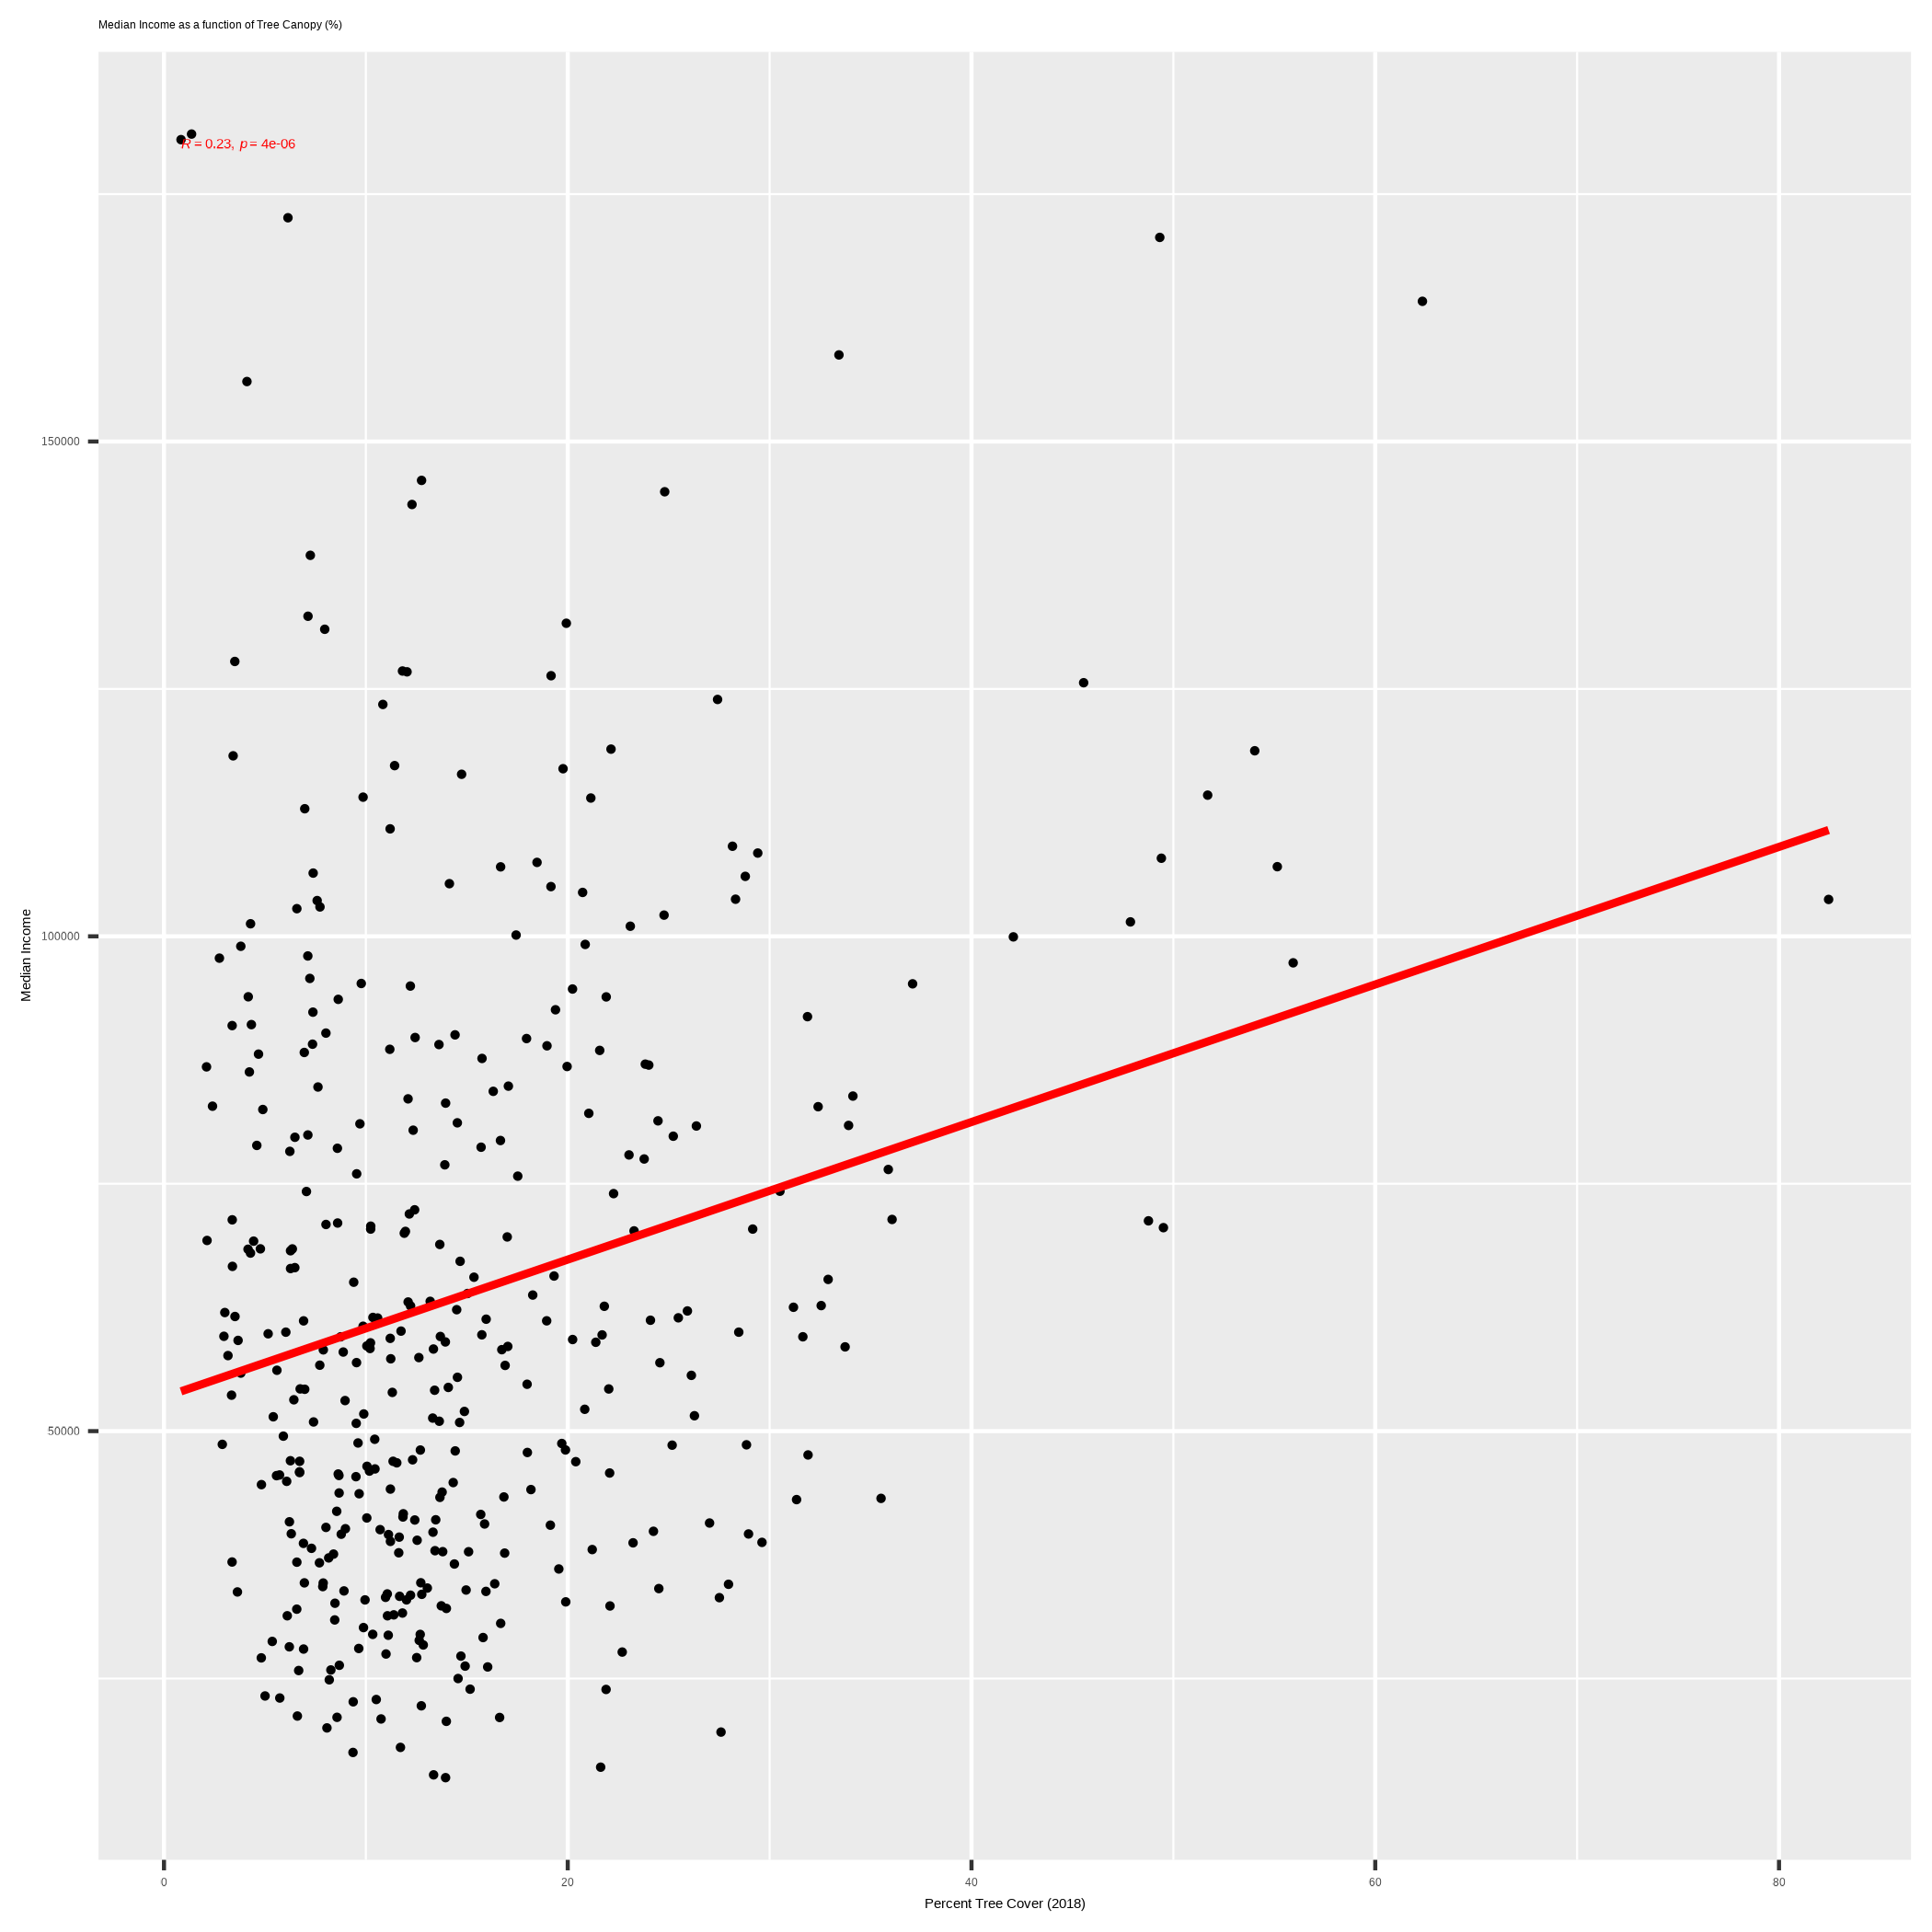 Median Income as a function of Tree Canopy (%)
R = 0.23, p = 4e-06
150000
100000
50000
Median Income
0 20 40 60 80
Percent Tree Cover (2018)